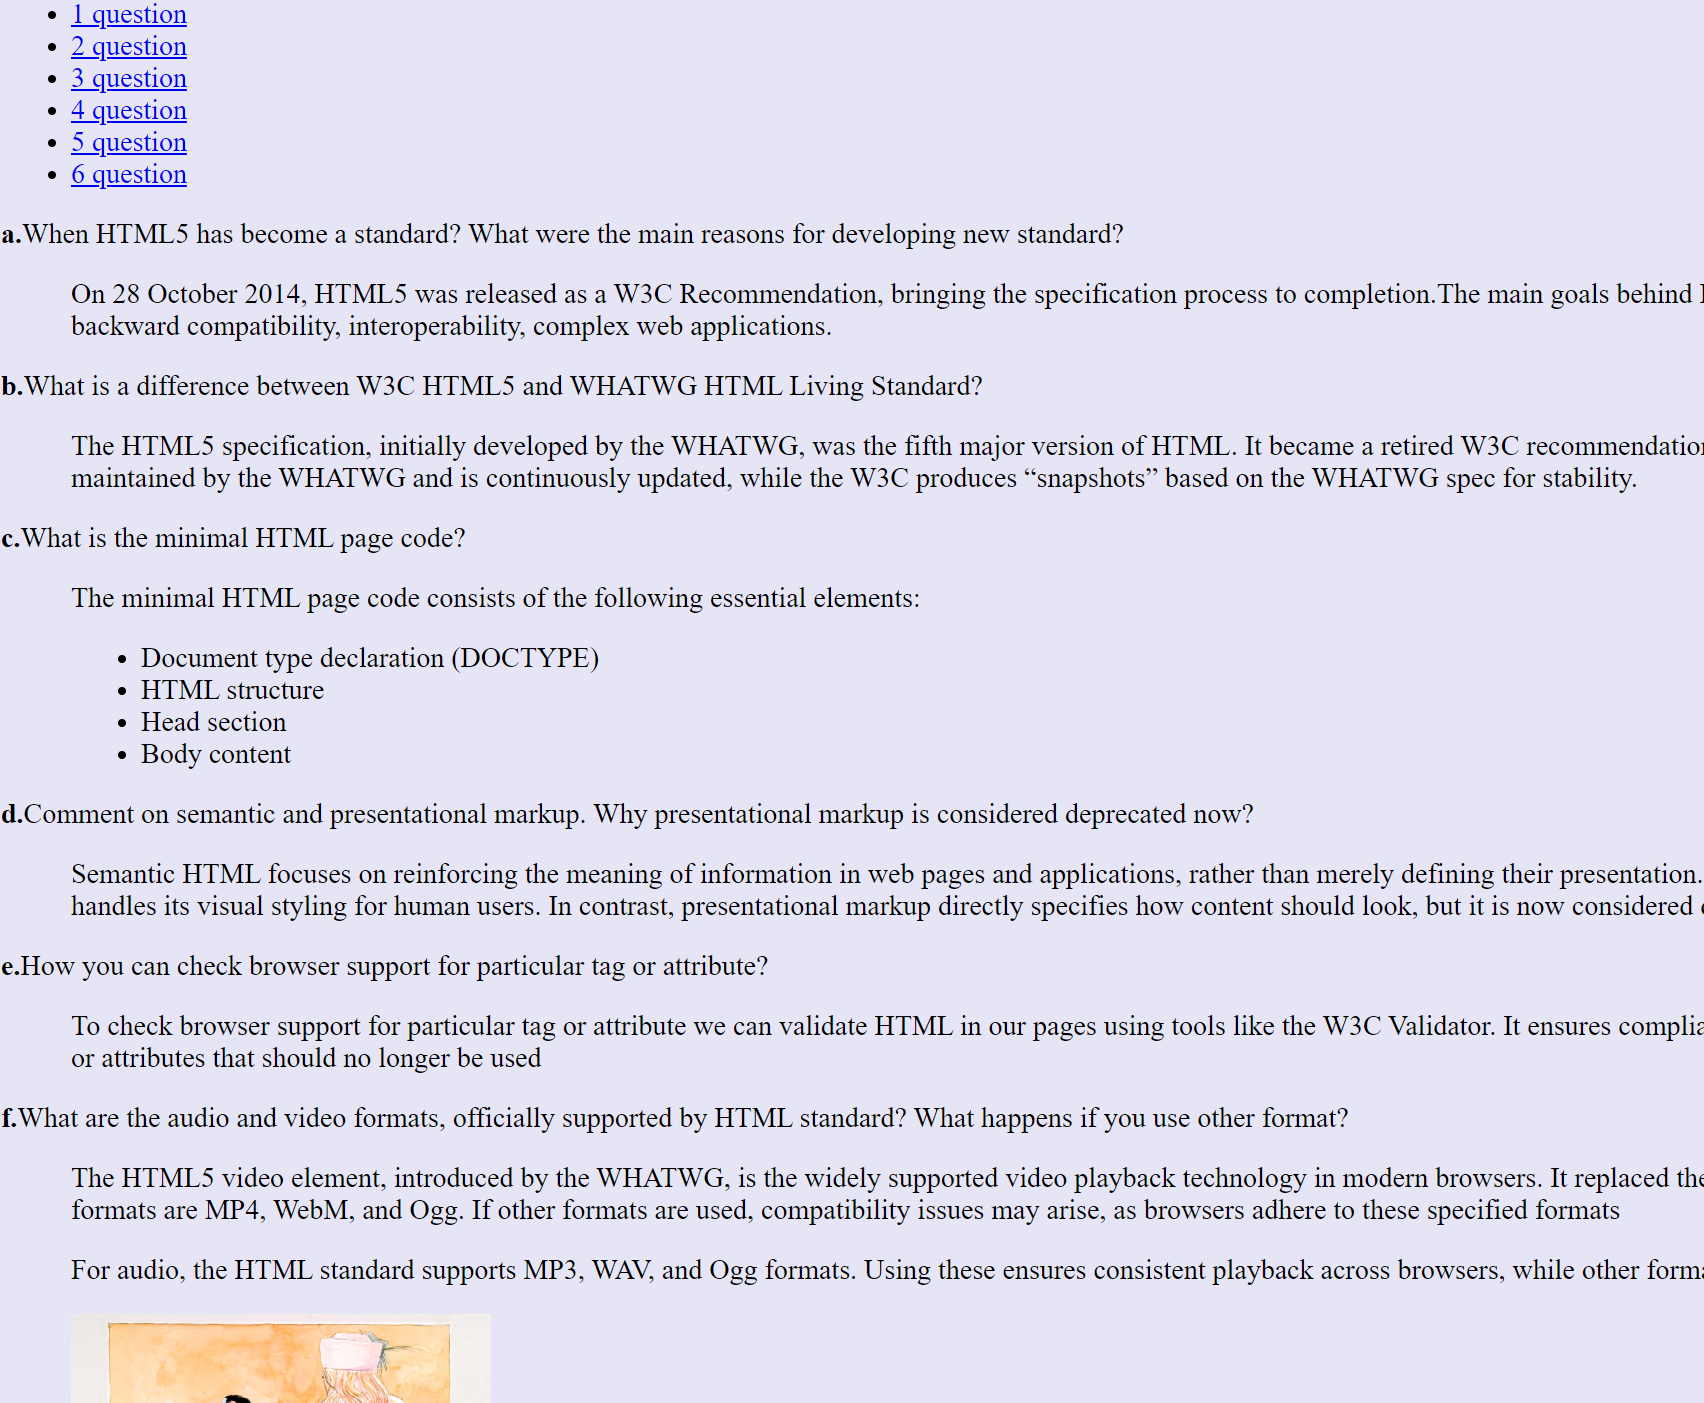 1 question
2 question
3 question
4 question
5 question
6 question
a.When HTML5 has become a standard? What were the main reasons for developing new standard?
On 28 October 2014, HTML5 was released as a W3C Recommendation, bringing the specification process to completion.The main goals behind
backward compatibility, interoperability, complex web applications.
b.What is a difference between W3C HTML5 and WHATWG HTML Living Standard?
The HTML5 specification, initially developed by the WHATWG, was the fifth major version of HTML. It became a retired W3C
maintained by the WHATWG and is continuously updated, while the W3C produces “snapshots” based on the WHATWG spec for stability.
c.What is the minimal HTML page code?
The minimal HTML page code consists of the following essential elements:
Document type declaration (DOCTYPE)
HTML structure
Head section
Body content
d.Comment on semantic and presentational markup. Why presentational markup is considered deprecated now?
Semantic HTML focuses on reinforcing the meaning of information in web pages and applications, rather than merely defining their presentation.
handles its visual styling for human users. In contrast, presentational markup directly specifies how content should look, but it is now considered
e.How you can check browser support for particular tag or attribute?
To check browser support for particular tag or attribute we can validate HTML in our pages using tools like the W3C Validator. It ensures
or attributes that should no longer be used
f.What are the audio and video formats, officially supported by HTML standard? What happens if you use other format?
The HTML5 video element, introduced by the WHATWG, is the widely supported video playback technology in modern browsers. It replaced
formats are MP4, WebM, and Ogg. If other formats are used, compatibility issues may arise, as browsers adhere to these specified formats
For audio, the HTML standard supports MP3, WAV, and Ogg formats. Using these ensures consistent playback across browsers, while other